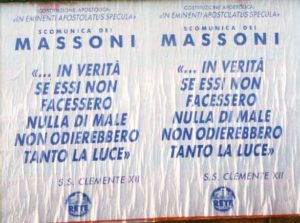 COSTITUZIONE APOSTOLICA
«IN EMINENTI APOSTOLATUS SPECULA»
SCOMUNICA DEI
MASSONI
«... IN VERITÀ
SE ESSI NON
FACESSERO
NULLA DI MALE
NON ODIEREBBERO
TANTO LA LUCE»
S.S. CLEMENTE XII
RETE
COSTITUZIONE APOSTOLICA
«IN EMINENTI APOSTOLATUS SPECULA»
SCOMUNICA DEI
MASSONI
«... IN VERITÀ
SE ESSI NON
FACESSERO
NULLA DI MALE
NON ODIEREBBERO
TANTO LA LUCE»
S.S. CLEMENTE XII
RETE